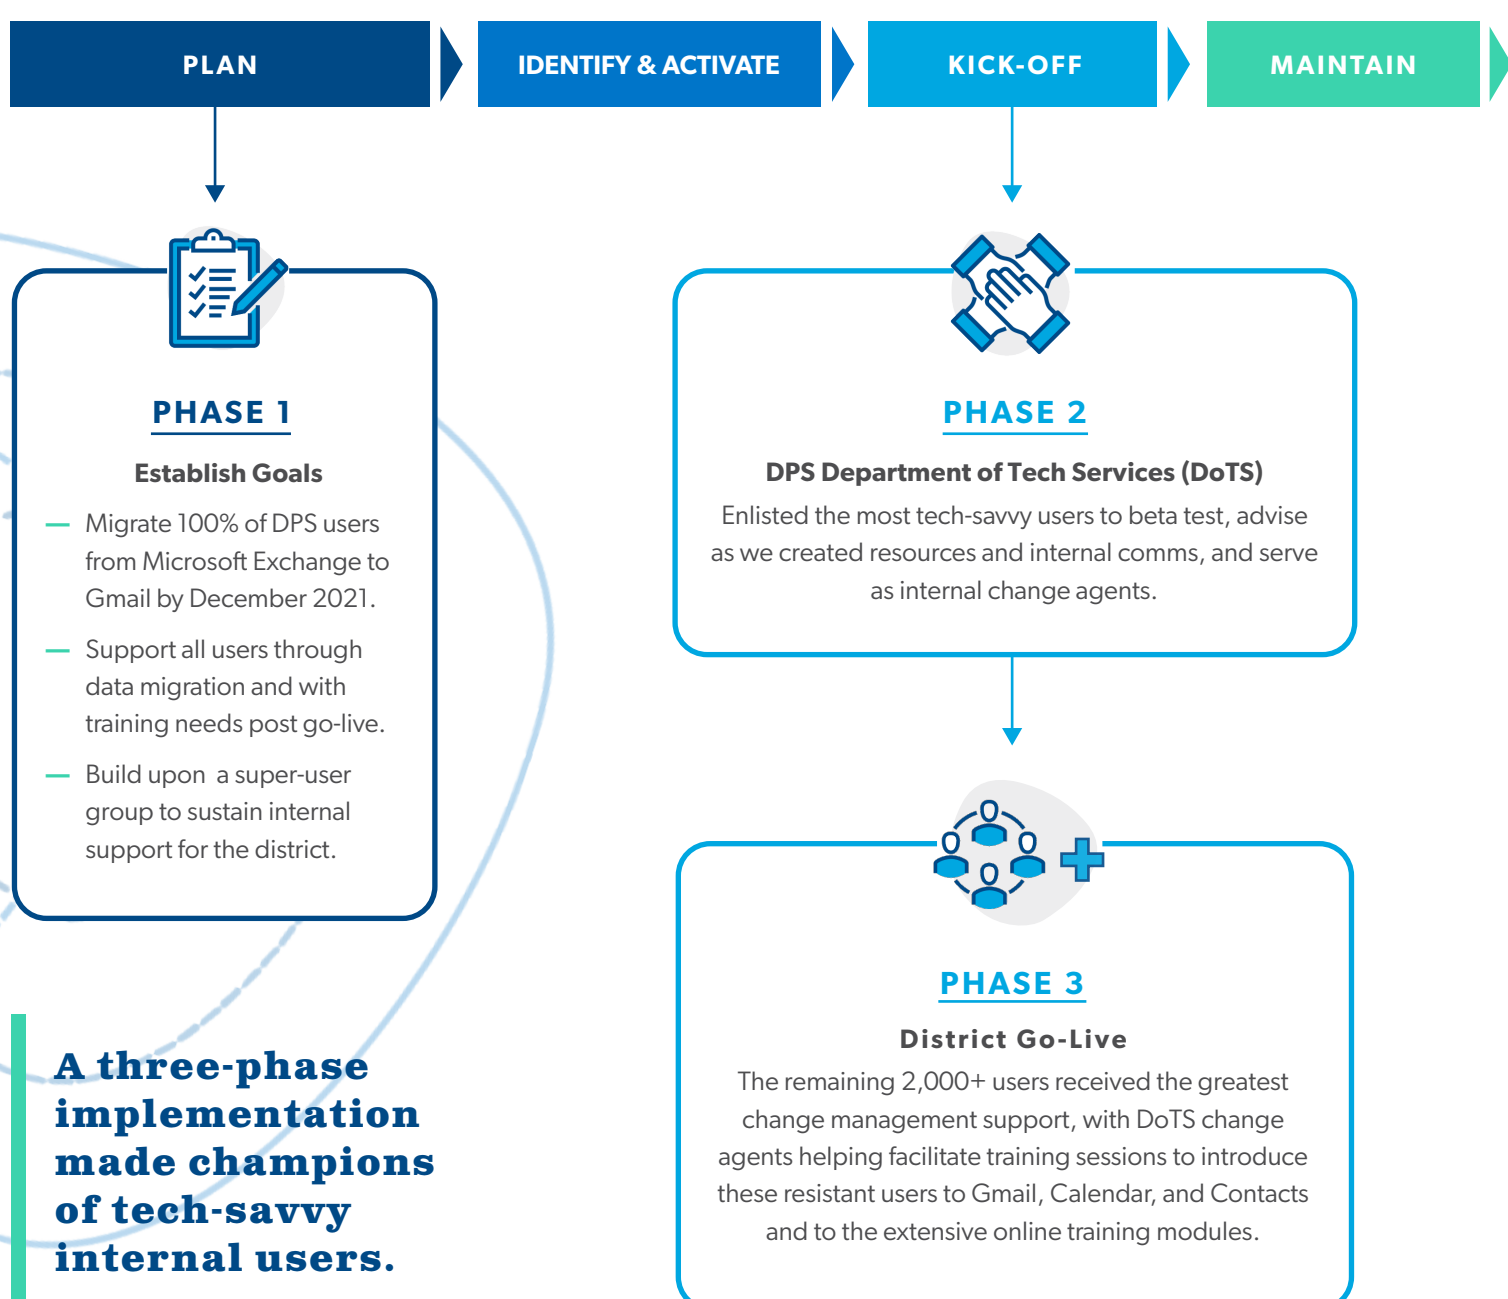 PLAN
IDENTIFY & ACTIVATE
KICK-OFF
MAINTAIN
PHASE 1
Establish Goals
— Migrate 100% of DPS users
from Microsoft Exchange to
Gmail by December 2021.
— Support all users through
data migration and with
training needs post go-live.
— Build upon a super-user
group to sustain internal
support for the district.
A three-phase
implementation
made champions
of tech-savvy
internal users.
PHASE 2
DPS Department of Tech Services (DoTS)
Enlisted the most tech-savvy users to beta test, advise
as we created resources and internal comms, and serve
as internal change agents.
PHASE 3
District Go-Live
The remaining 2,000+ users received the greatest
change management support, with DoTS change
agents helping facilitate training sessions to introduce
these resistant users to Gmail, Calendar, and Contacts
and to the extensive online training modules.